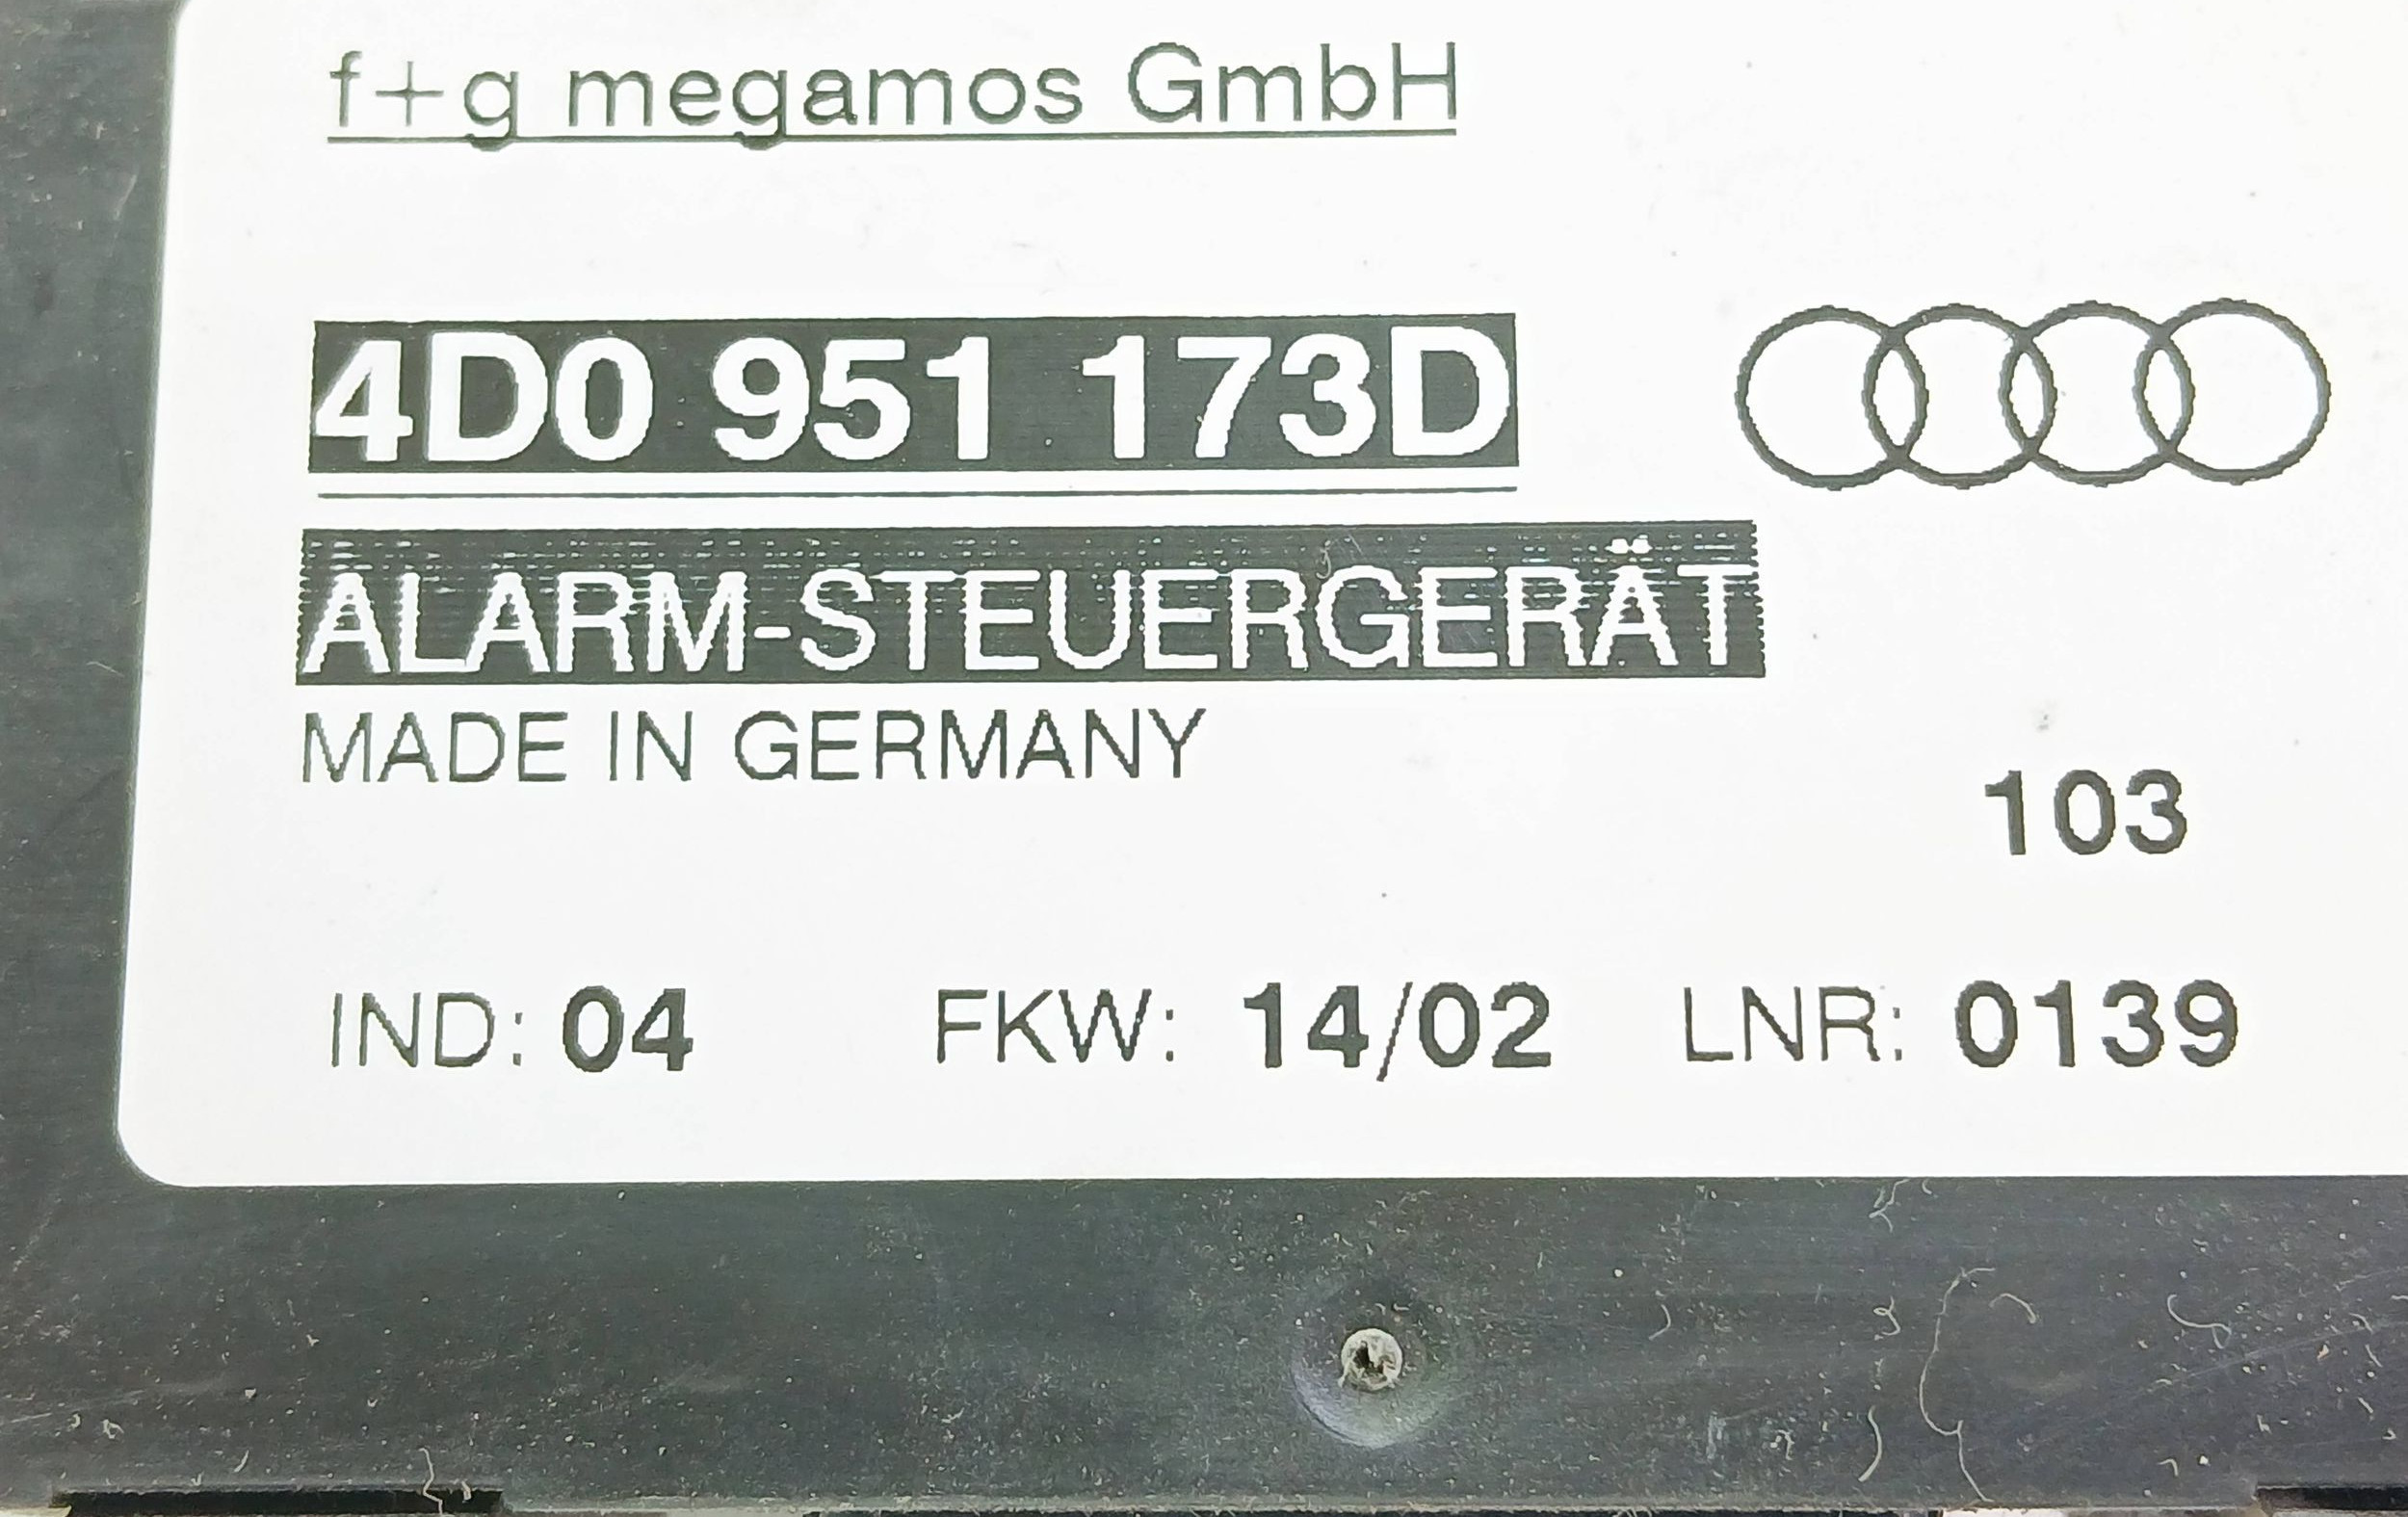 f+g megamos GmbH
4D0 951 173D
ALARM-STEUERGERÄT
MADE IN GERMANY
103
IND: 04 FKW: 14/02 LNR: 0139